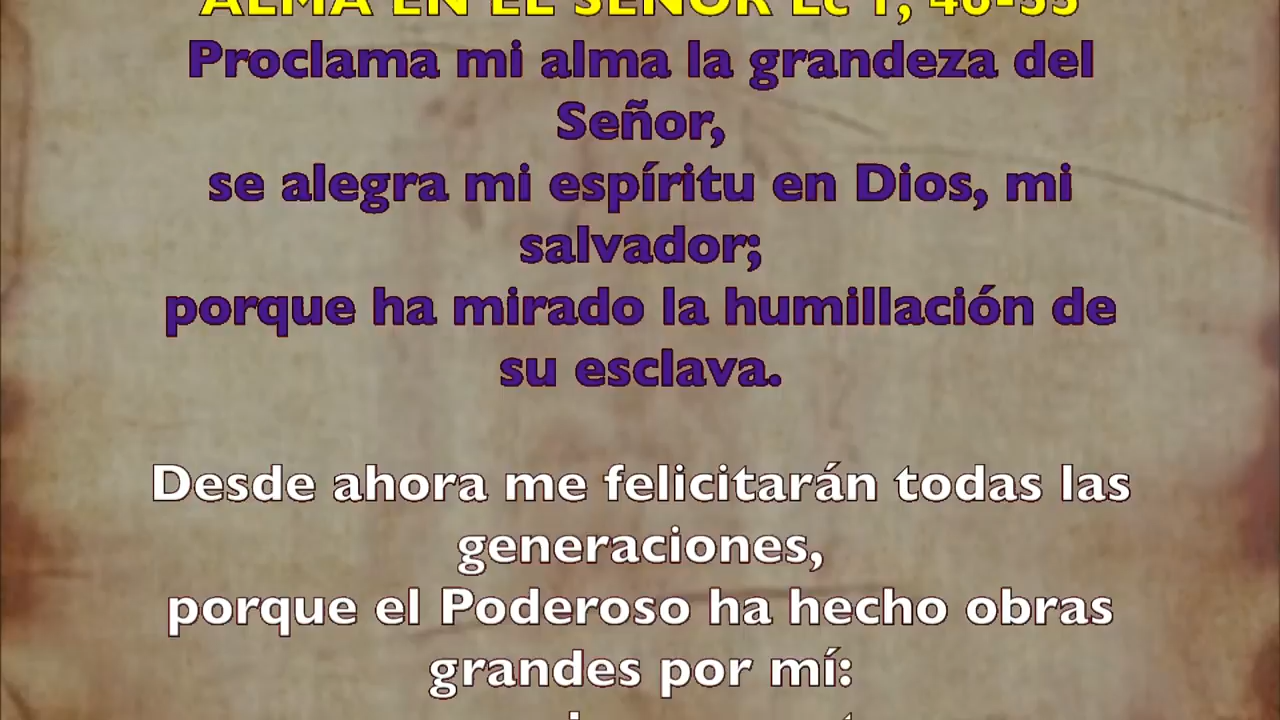 ALMA EN EL SEÑOR Lc 1, 46-55
Proclama mi alma la grandeza del
Señor,
se alegra mi espíritu en Dios, mi
salvador;
porque ha mirado la humillación de
su esclava.
Desde ahora me felicitarán todas las
generaciones,
porque el Poderoso ha hecho obras
grandes por mí: